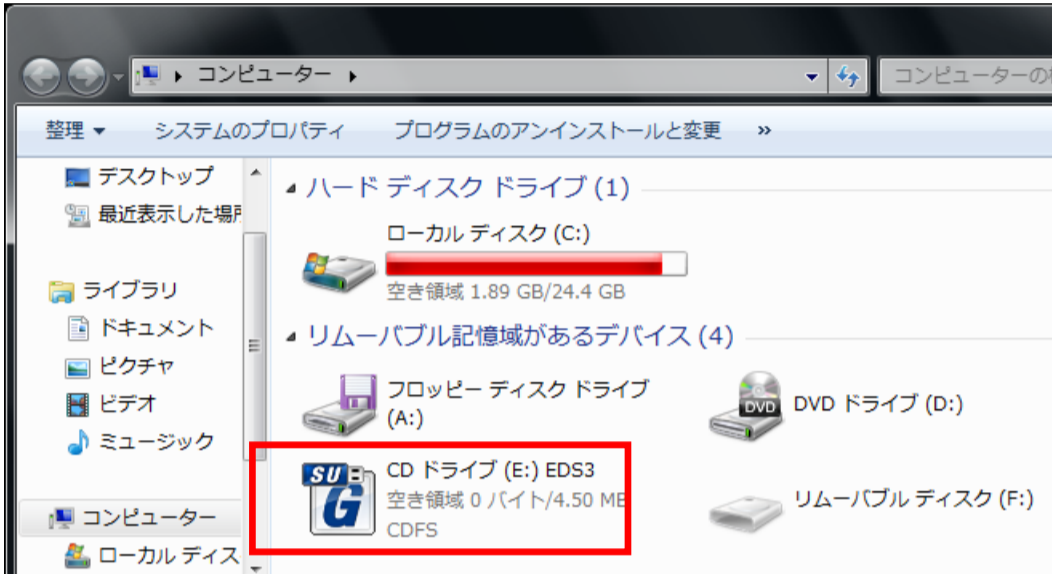 コンピューター
コンピューターの
整理 システムのプロパティ プログラムのアンインストールと変更 »
デスクトップ
最近表示した場所
ライブラリ
ドキュメント
ピクチャ
ビデオ
ミュージック
コンピューター
ローカル ディス
ハード ディスク ドライブ (1)
ローカル ディスク (C:)
空き領域 1.89 GB/24.4 GB
リムーバブル記憶域があるデバイス (4)
フロッピー ディスク ドライブ
(A:)
DVD
DVD ドライブ (D:)
SU
G
CD ドライブ (E:) EDS3
空き領域 0 バイト/4.50 MB
CDFS
リムーバブル ディスク (F:)